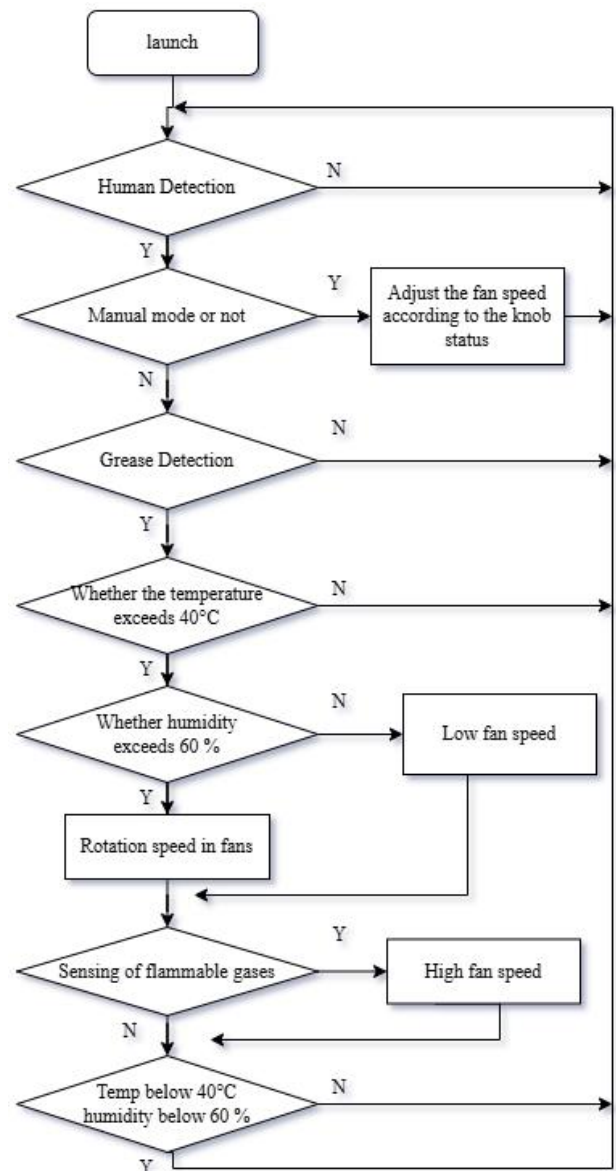 launch
Human Detection
N
Y
Manual mode or not
Y
Adjust the fan speed
according to the knob
status
N
Grease Detection
N
Y
Whether the temperature
exceeds 40°C
N
Y
Whether humidity
exceeds 60 %
N
Low fan speed
Y
Rotation speed in fans
Sensing of flammable gases
Y
High fan speed
N
Temp below 40°C
humidity below 60 %
N
Y